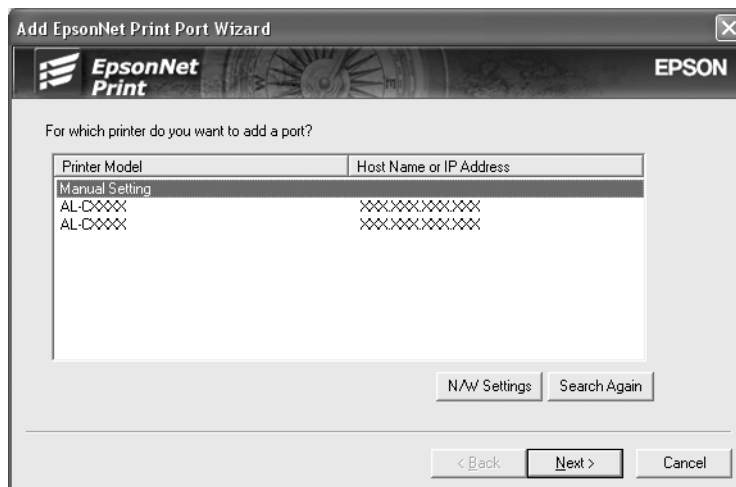 Add EpsonNet Print Port Wizard
EpsonNet
Print
EPSON
For which printer do you want to add a port?
Printer Model Host Name or IP Address
Manual Setting
AL-CXXXX XXX.XXX.XXX.XXX
AL-CXXXX XXX.XXX.XXX.XXX
N/W Settings Search Again
< Back Next > Cancel